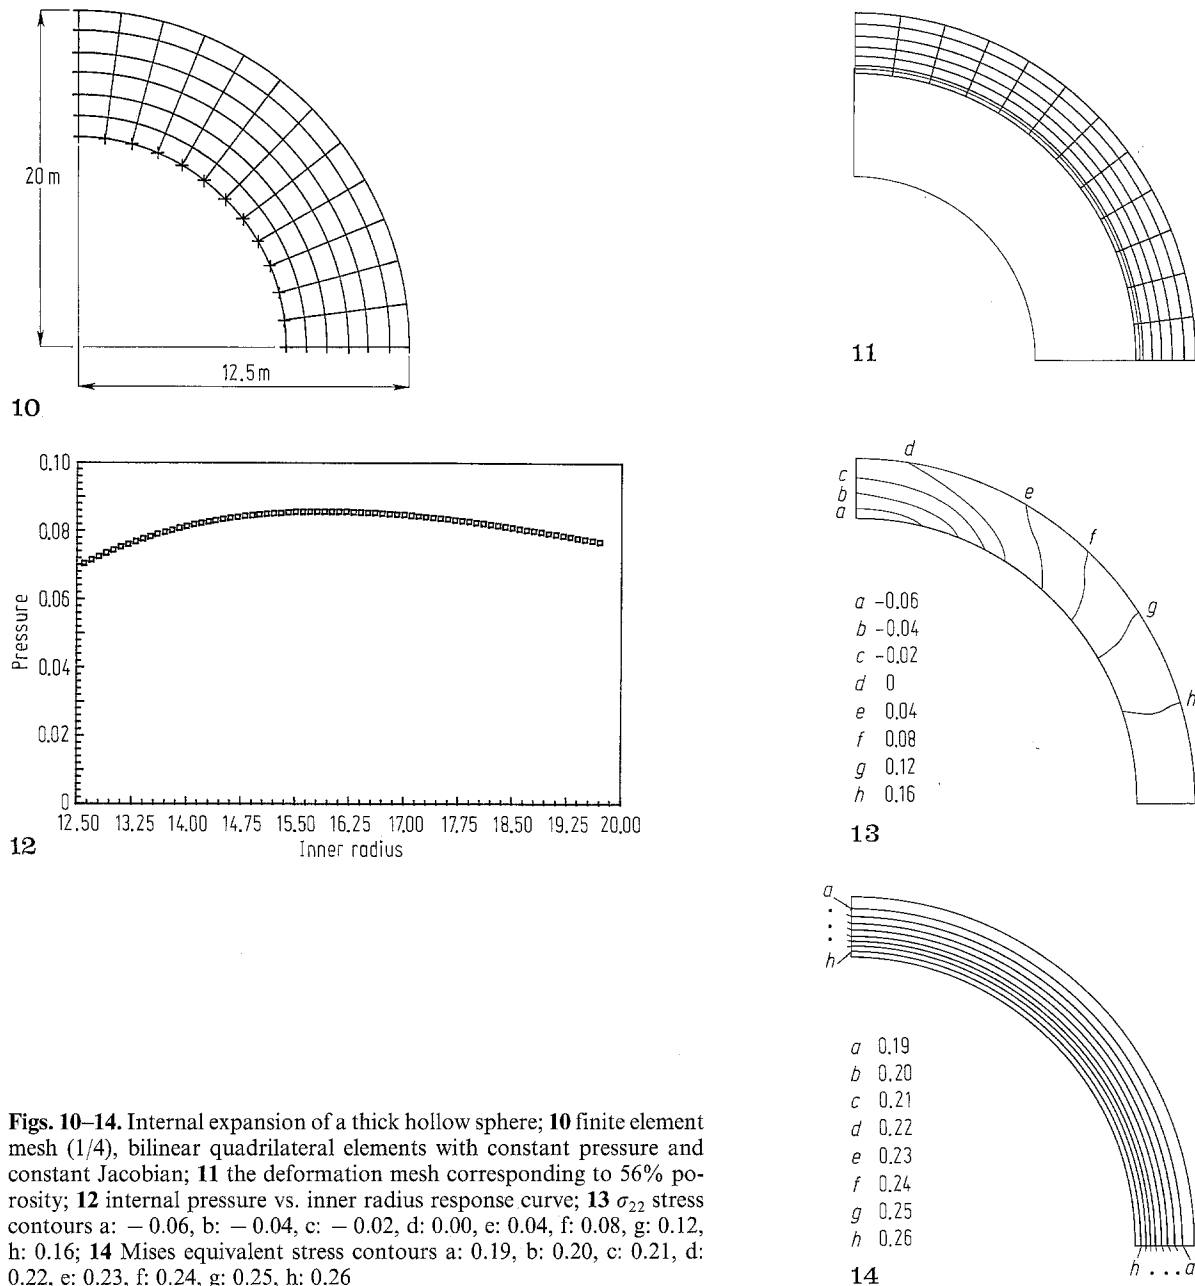 20 m
12.5 m
10
11
0.10
0.08
0.06
0.04
0.02
0
Pressure
12.50 13.25 14.00 14.75 15.50 16.25 17.00 17.75 18.50 19.25 20.00
Inner radius
12
d
c
b
a
e
f
g
h
a -0.06
b -0.04
c -0.02
d 0
e 0.04
f 0.08
g 0.12
h 0.16
13
a
h
a 0.19
b 0.20
c 0.21
d 0.22
e 0.23
f 0.24
g 0.25
h 0.26
h ... a
14
Figs. 10–14. Internal expansion of a thick hollow sphere; 10 finite element
mesh (1/4), bilinear quadrilateral elements with constant pressure and
constant Jacobian; 11 the deformation mesh corresponding to 56% po-
rosity; 12 internal pressure vs. inner radius response curve; 13 σ₂₂ stress
contours a: − 0.06, b: − 0.04, c: − 0.02, d: 0.00, e: 0.04, f: 0.08, g: 0.12,
h: 0.16; 14 Mises equivalent stress contours a: 0.19, b: 0.20, c: 0.21, d:
0.22, e: 0.23, f: 0.24, g: 0.25, h: 0.26